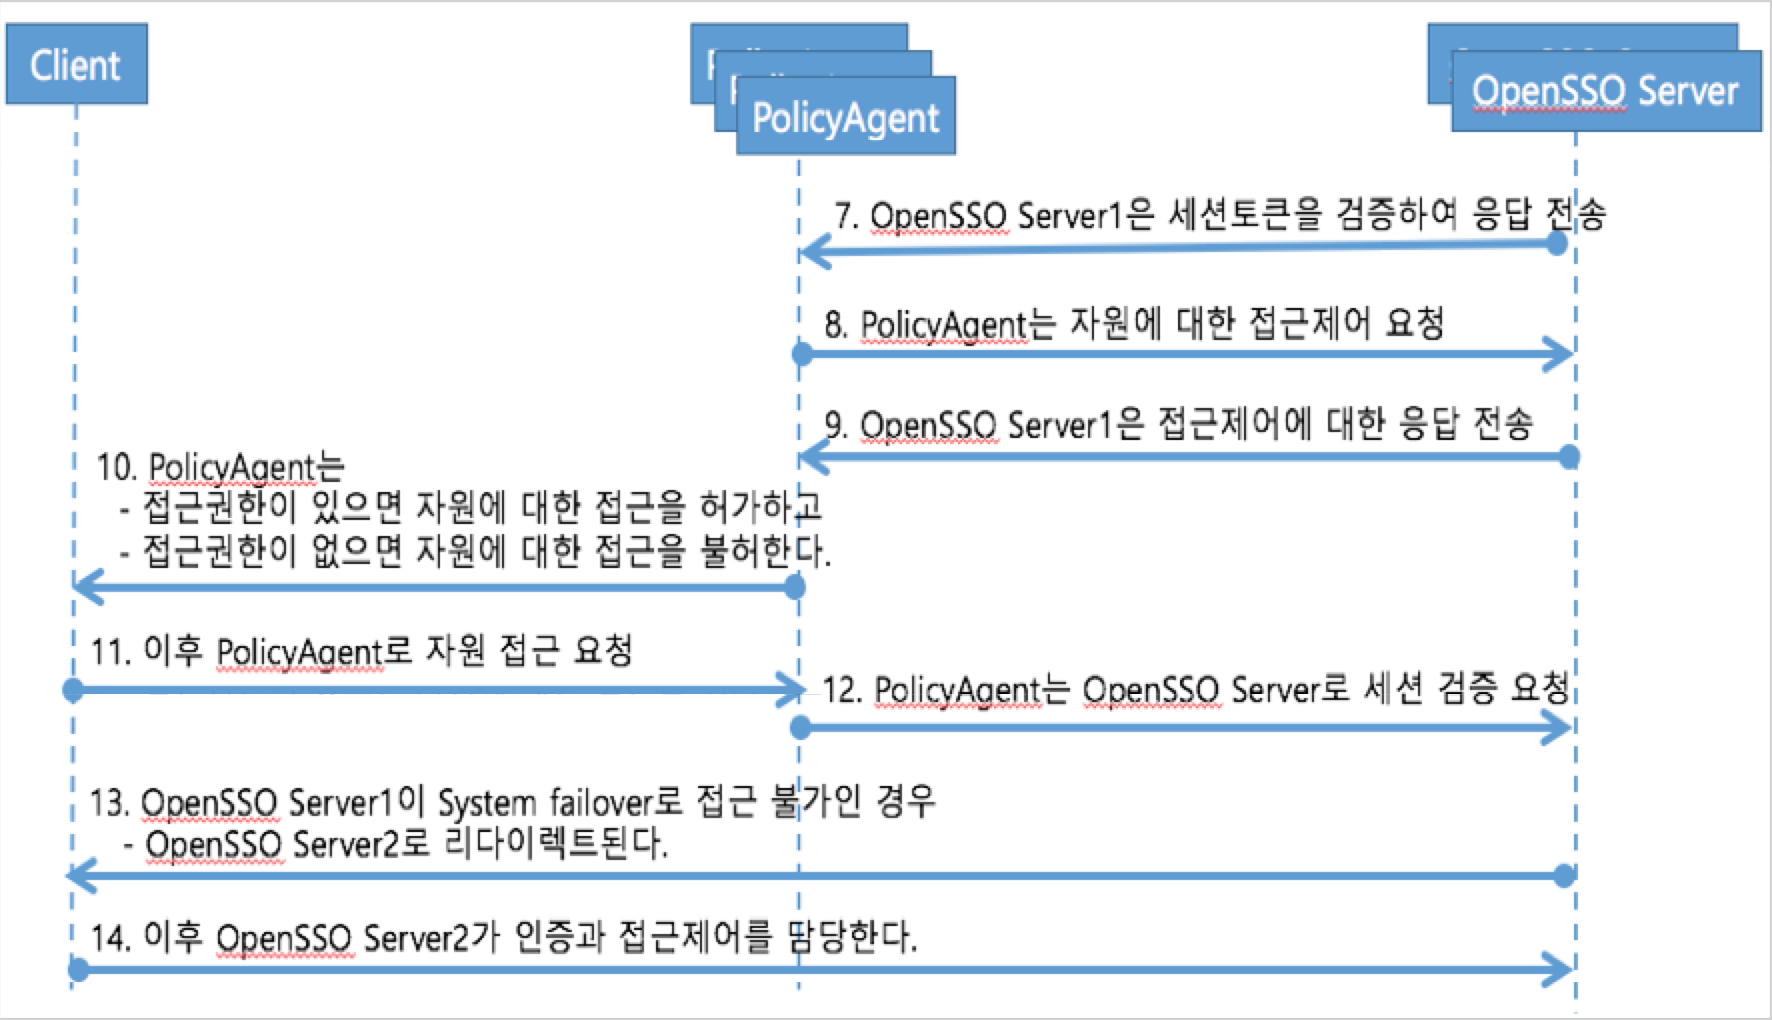 Client
PolicyAgent
OpenSSO Server
7. OpenSSO Server1은 세션토큰을 검증하여 응답 전송
8. PolicyAgent는 자원에 대한 접근제어 요청
9. OpenSSO Server1은 접근제어에 대한 응답 전송
10. PolicyAgent는
- 접근권한이 있으면 자원에 대한 접근을 허가하고
- 접근권한이 없으면 자원에 대한 접근을 불허한다.
11. 이후 PolicyAgent로 자원 접근 요청
12. PolicyAgent는 OpenSSO Server로 세션 검증 요청
13. OpenSSO Server1이 System failover로 접근 불가인 경우
- OpenSSO Server2로 리다이렉트된다.
14. 이후 OpenSSO Server2가 인증과 접근제어를 담당한다.